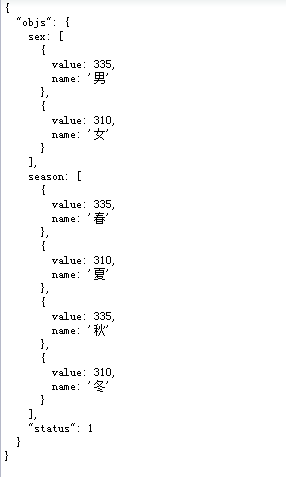 {
  "objs": {
    sex: [
      {
        value: 335,
        name: '男'
      },
      {
        value: 310,
        name: '女'
      }
    ],
    season: [
      {
        value: 335,
        name: '春'
      },
      {
        value: 310,
        name: '夏'
      },
      {
        value: 335,
        name: '秋'
      },
      {
        value: 310,
        name: '冬'
      }
    ],
    "status": 1
  }
}